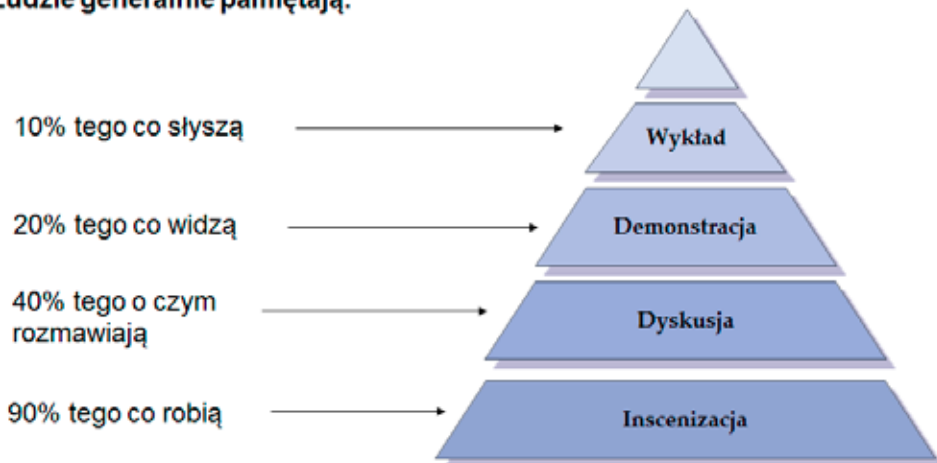 Ludzie generalnie pamiętają:
10% tego co słyszą
Wykład
20% tego co widzą
Demonstracja
40% tego o czym
rozmawiają
Dyskusja
90% tego co robią
Inscenizacja